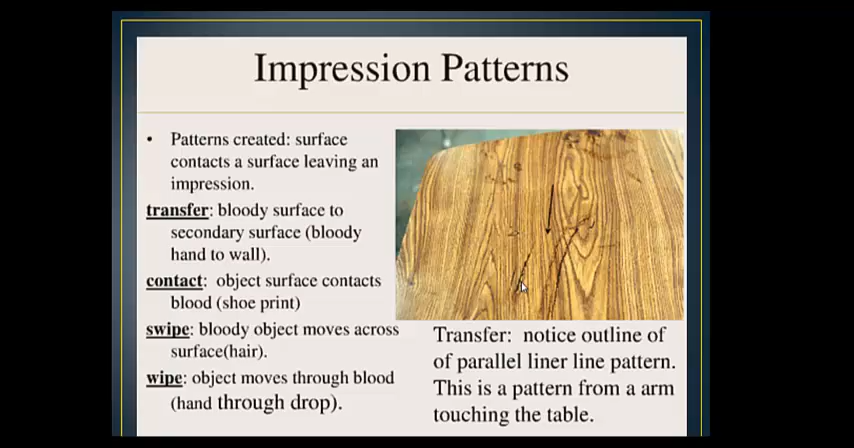 Impression Patterns
• Patterns created: surface
contacts a surface leaving an
impression.
transfer: bloody surface to
secondary surface (bloody
hand to wall).
contact: object surface contacts
blood (shoe print)
swipe: bloody object moves across
surface(hair).
wipe: object moves through blood
(hand through drop).
Transfer: notice outline of
of parallel liner line pattern.
This is a pattern from a arm
touching the table.